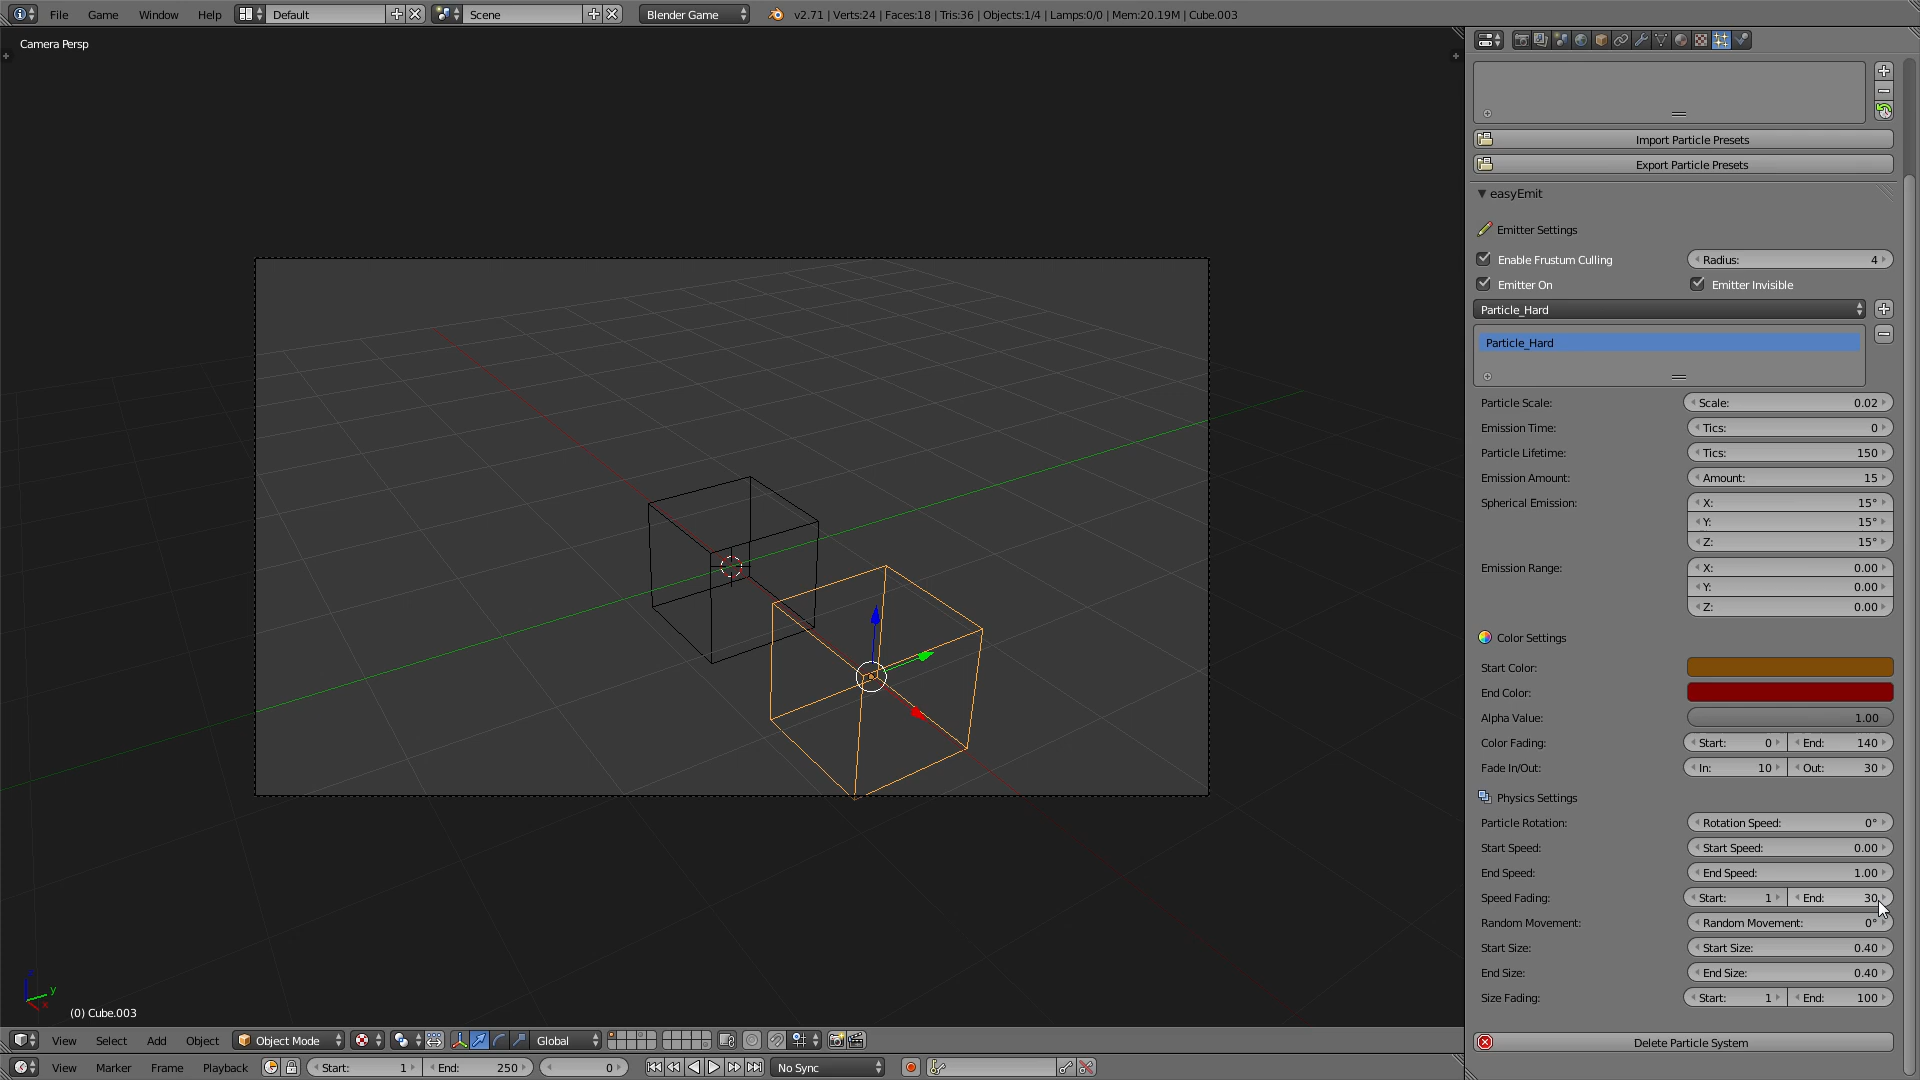 File Game Window Help Default Scene Blender Game v2.71 | Verts:24 | Faces:18 | Tris:36 | Objects:1/4 | Lamps:0/0 | Mem:20.19M | Cube.003
Camera Persp
Import Particle Presets
Export Particle Presets
easyEmit
Emitter Settings
Enable Frustum Culling Radius: 4
Emitter On Emitter Invisible
Particle_Hard
Particle_Hard
Particle Scale: Scale: 0.02
Emission Time: Tics: 0
Particle Lifetime: Tics: 150
Emission Amount: Amount: 15
Spherical Emission: X: 15°
Y: 15°
Z: 15°
Emission Range: X: 0.00
Y: 0.00
Z: 0.00
Color Settings
Start Color:
End Color:
Alpha Value: 1.00
Color Fading: Start: 0 End: 140
Fade In/Out: In: 10 Out: 30
Physics Settings
Particle Rotation: Rotation Speed: 0°
Start Speed: Start Speed: 0.00
End Speed: End Speed: 1.00
Speed Fading: Start: 1 End: 30
Random Movement: Random Movement: 0°
Start Size: Start Size: 0.40
End Size: End Size: 0.40
Size Fading: Start: 1 End: 100
Delete Particle System
z
y
x
(0) Cube.003
View Select Add Object Object Mode Global
View Marker Frame Playback Start: 1 End: 250 0 No Sync